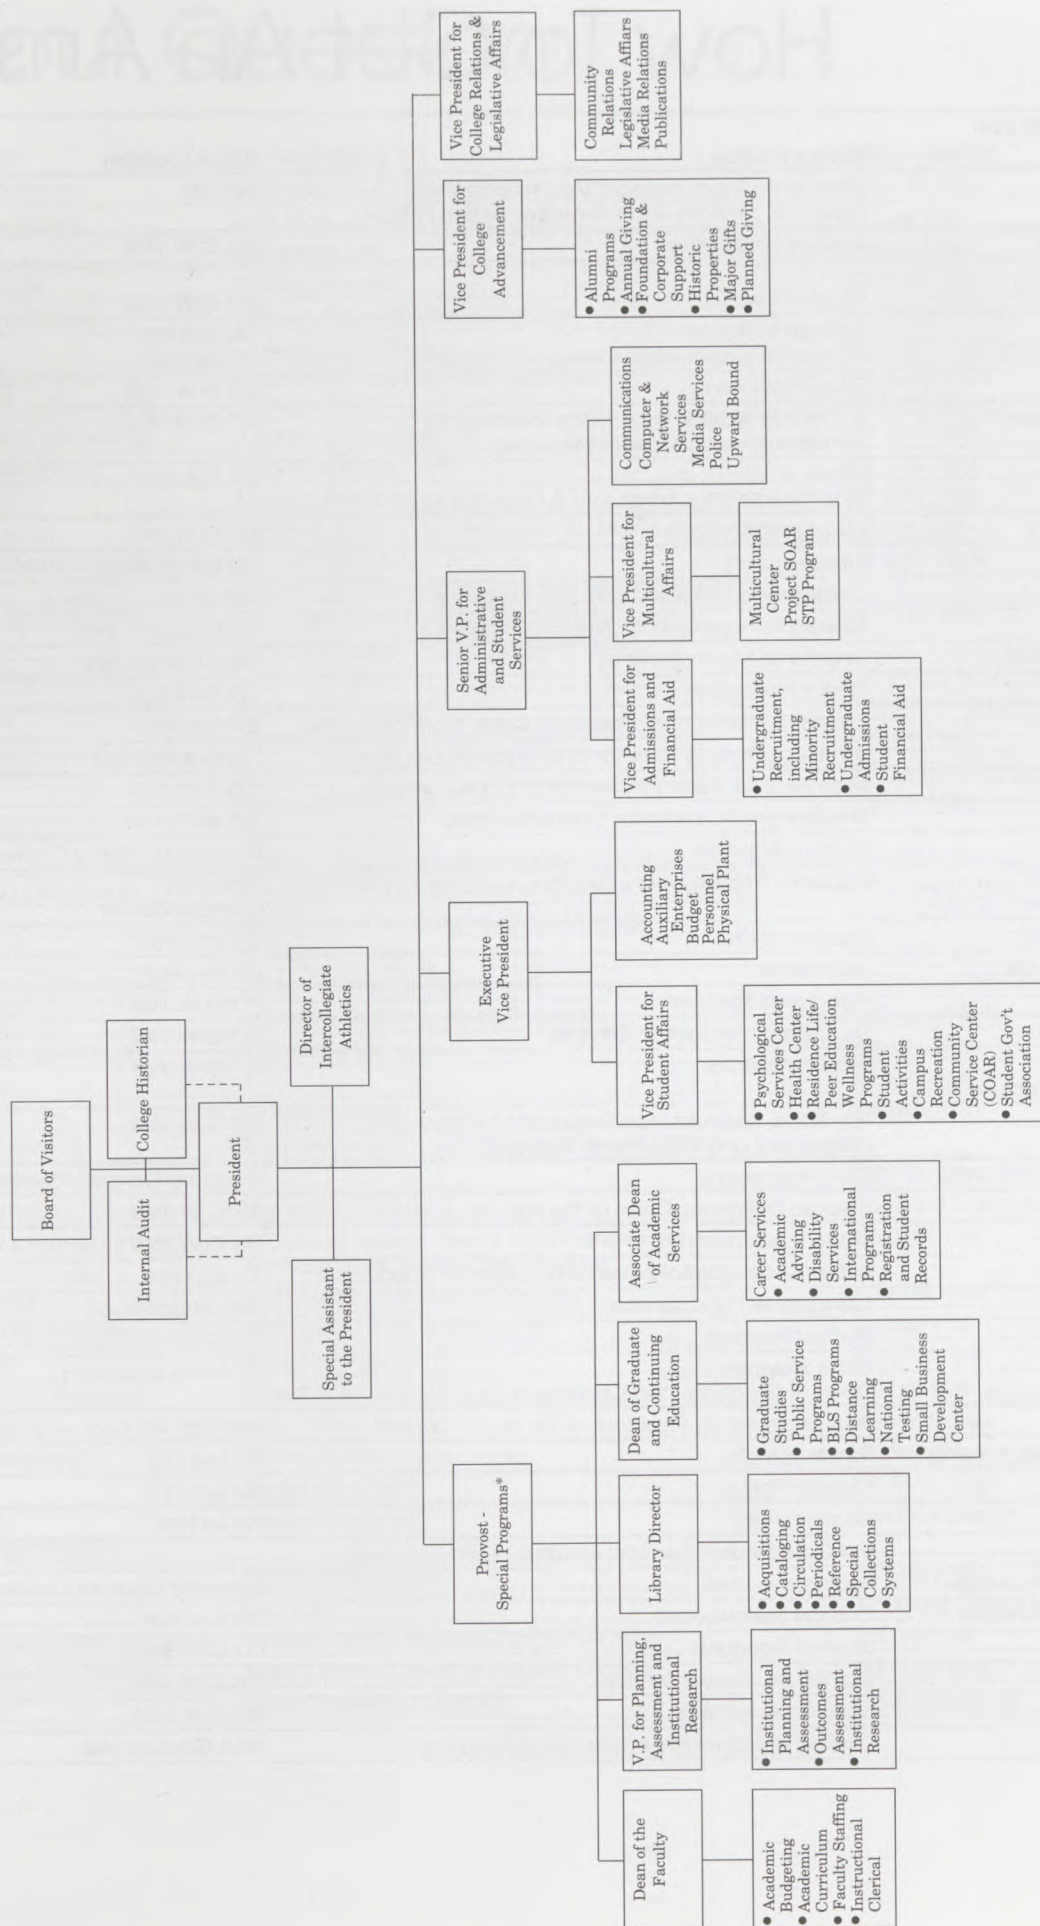 Board of Visitors
Internal Audit
College Historian
President
Special Assistant
to the President
Director of
Intercollegiate
Athletics
Provost -
Special Programs*
Executive
Vice President
Senior V.P. for
Administrative
and Student
Services
Vice President for
College
Advancement
Vice President for
College Relations &
Legislative Affairs
Dean of the
Faculty
V.P. for Planning,
Assessment and
Institutional
Research
Library Director
Dean of Graduate
and Continuing
Education
Associate Dean
of Academic
Services
Vice President for
Student Affairs
Accounting
Auxiliary
Enterprises
Budget
Personnel
Physical Plant
Vice President for
Admissions and
Financial Aid
Vice President for
Multicultural
Affairs
Communications
Computer &
Network
Services
Media Services
Police
Upward Bound
● Alumni
Programs
● Annual Giving
● Foundation &
Corporate
Support
● Historic
Properties
● Major Gifts
● Planned Giving
Community
Relations
Legislative Affiars
Media Relations
Publications
● Academic
Budgeting
● Academic
Curriculum
● Faculty Staffing
● Instructional
Clerical
● Institutional
Planning and
Assessment
● Outcomes
Assessment
● Institutional
Research
● Acquisitions
● Cataloging
● Circulation
● Periodicals
● Reference
● Special
Collections
● Systems
● Graduate
Studies
● Public Service
Programs
● BLS Programs
● Distance
Learning
● National
Testing
● Small Business
Development
Center
Career Services
● Academic
Advising
● Disability
Services
● International
Programs
● Registration
and Student
Records
● Psychological
Services Center
● Health Center
● Residence Life/
Peer Education
Wellness
Programs
● Student
Activities
● Campus
Recreation
● Community
Service Center
(COAR)
● Student Gov't
Association
● Undergraduate
Recruitment,
including
Minority
Recruitment
● Undergraduate
Admissions
● Student
Financial Aid
Multicultural
Center
Project SOAR
STP Program